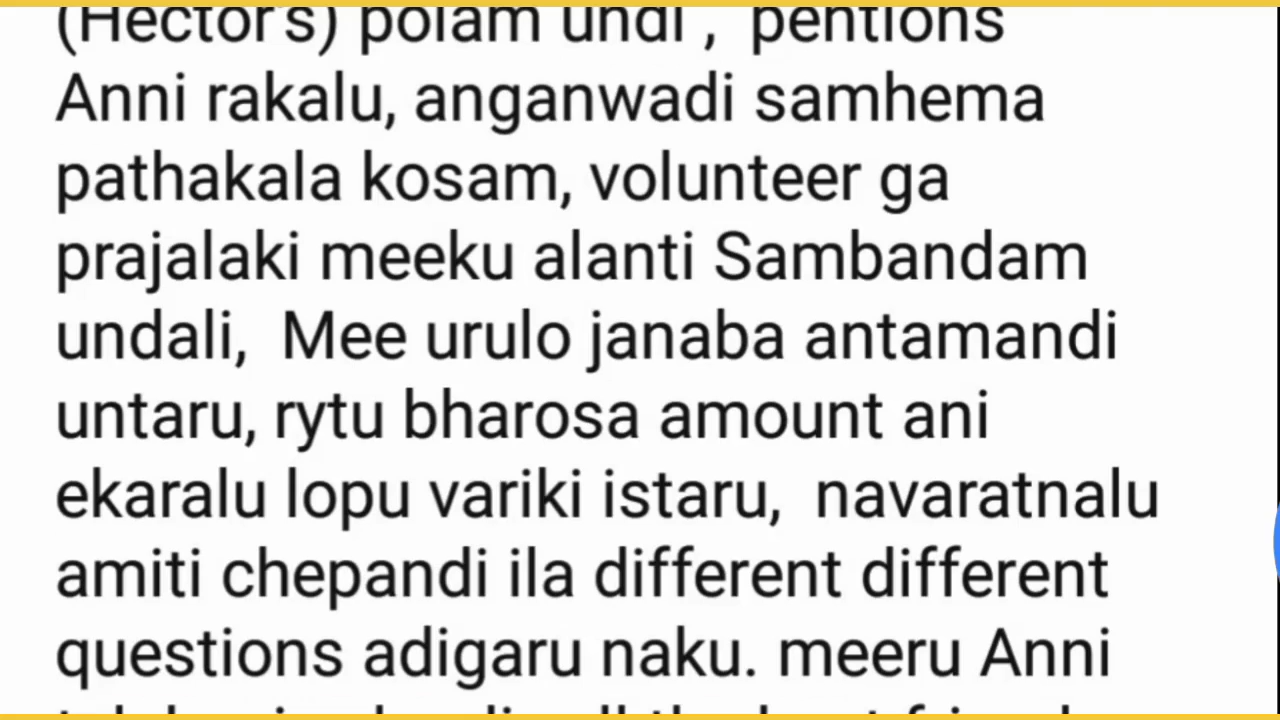 (Hector's) polam undi ,  pentions
Anni rakalu, anganwadi samhema
pathakala kosam, volunteer ga
prajalaki meeku alanti Sambandam
undali,  Mee urulo janaba antamandi
untaru, rytu bharosa amount ani
ekaralu lopu variki istaru,  navaratnalu
amiti chepandi ila different different
questions adigaru naku. meeru Anni